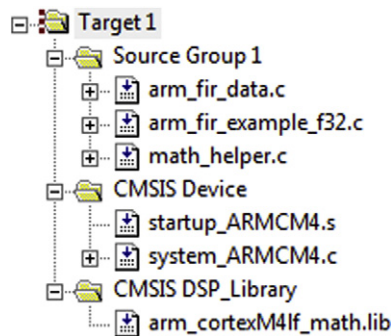 Target 1
Source Group 1
arm_fir_data.c
arm_fir_example_f32.c
math_helper.c
CMSIS Device
startup_ARMCM4.s
system_ARMCM4.c
CMSIS DSP_Library
arm_cortexM4lf_math.lib